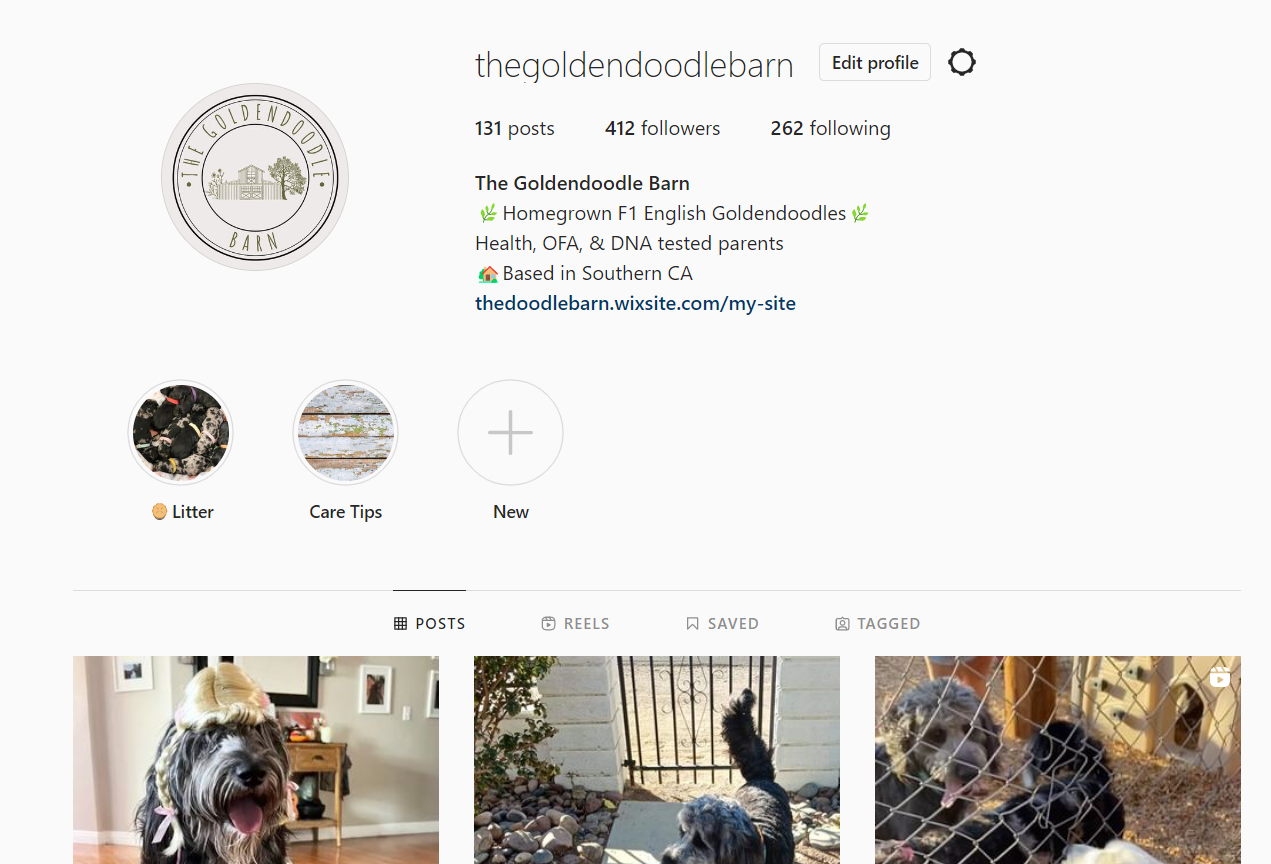 thegoldendoodlebarn Edit profile
131 posts 412 followers 262 following
THE GOLDENDOODLE
BARN
The Goldendoodle Barn
🌿 Homegrown F1 English Goldendoodles 🌿
Health, OFA, & DNA tested parents
🏡 Based in Southern CA
thedoodlebarn.wixsite.com/my-site
Litter Care Tips New
POSTS REELS SAVED TAGGED